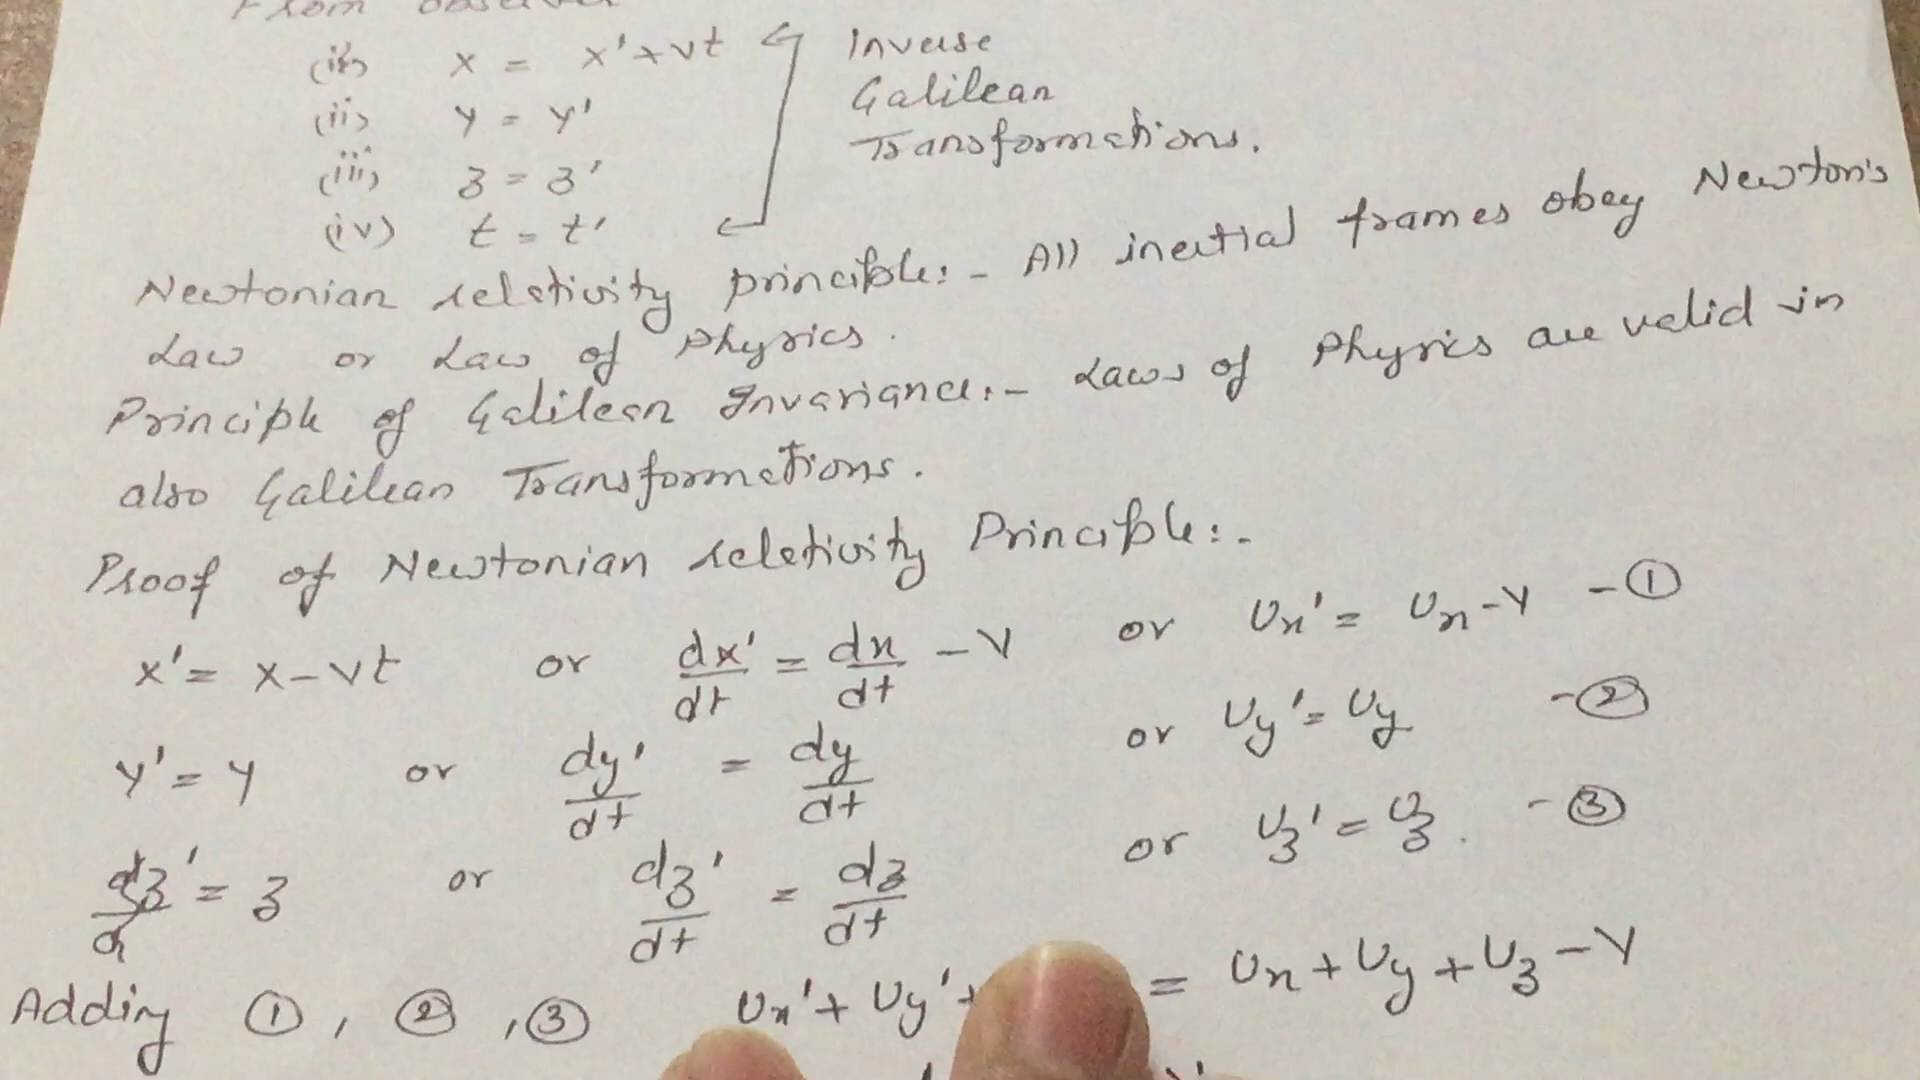 From observer
(i) x = x'+vt
(ii) y = y'
(iii) z = z'
(iv) t = t'
Inverse
Galilean
Transformations.
Newtonian relativity principle:- All inertial frames obey Newton's
Law or Law of Physics.
Principle of Galilean Invariance:- Laws of Physics are valid in
also Galilean Transformations.
Proof of Newtonian relativity Principle:-
x' = x-vt or dx'/dt = dx/dt - v or Ux' = Ux-v -①
y' = y or dy'/dt = dy/dt or Uy' = Uy -②
z' = z or dz'/dt = dz/dt or Uz' = Uz. -③
Adding ①, ②, ③ Ux'+Uy'+ = Ux+Uy+Uz-v